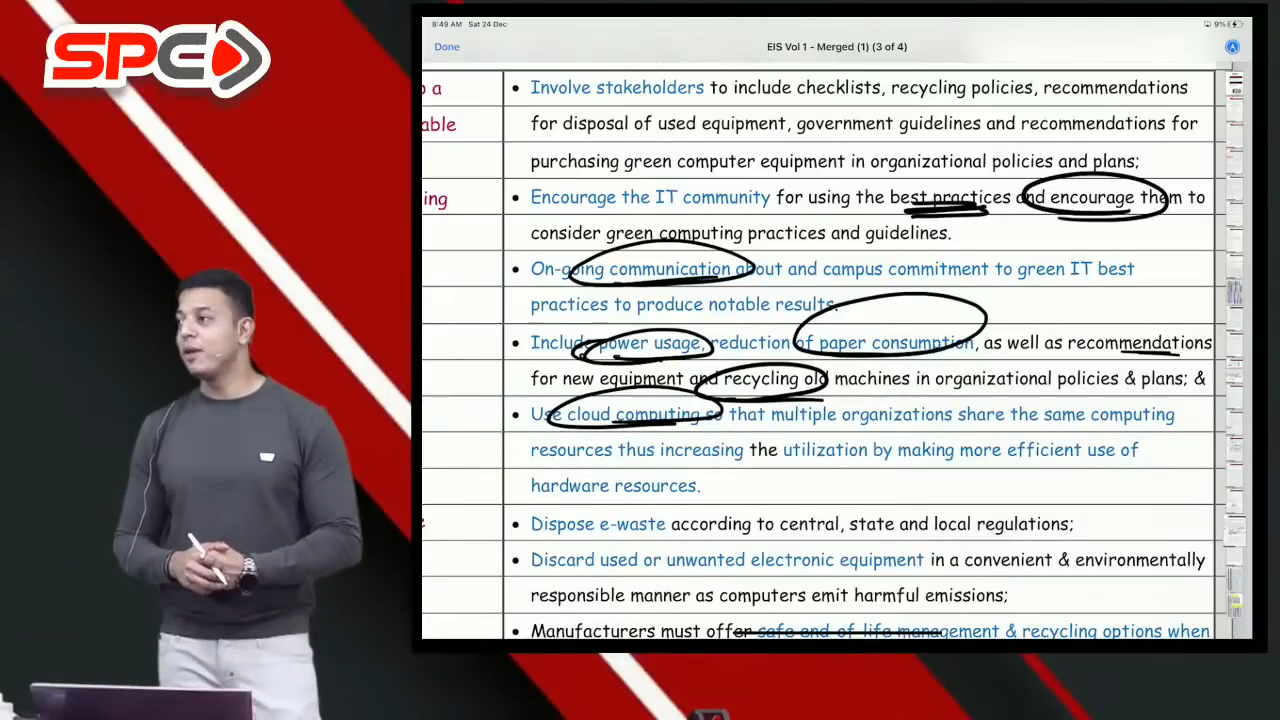 SPC
8:49 AM Sat 24 Dec
9%
Done
EIS Vol 1 - Merged (1) (3 of 4)
a
able
ing
• Involve stakeholders to include checklists, recycling policies, recommendations
for disposal of used equipment, government guidelines and recommendations for
purchasing green computer equipment in organizational policies and plans;
• Encourage the IT community for using the best practices and encourage them to
consider green computing practices and guidelines.
• On-going communication about and campus commitment to green IT best
practices to produce notable results.
• Include power usage, reduction of paper consumption, as well as recommendations
for new equipment and recycling old machines in organizational policies & plans; &
• Use cloud computing so that multiple organizations share the same computing
resources thus increasing the utilization by making more efficient use of
hardware resources.
• Dispose e-waste according to central, state and local regulations;
• Discard used or unwanted electronic equipment in a convenient & environmentally
responsible manner as computers emit harmful emissions;
• Manufacturers must offer safe end-of-life management & recycling options when